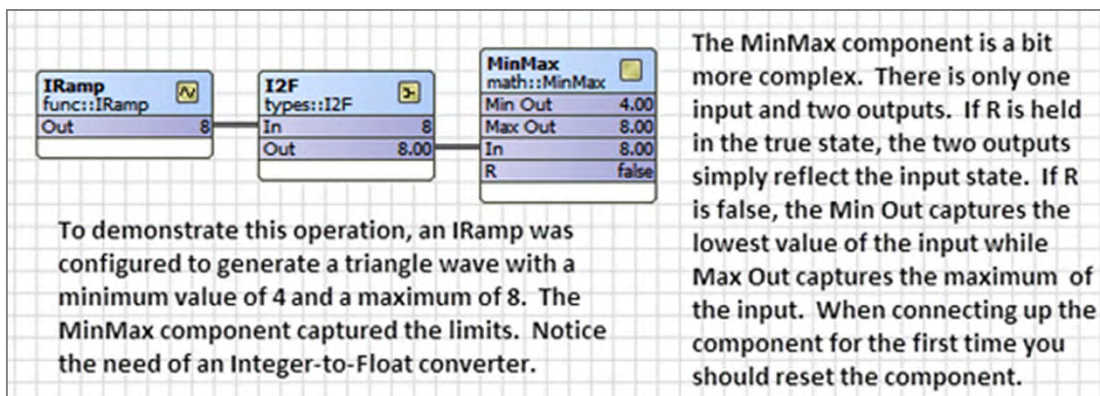 IRamp
func::IRamp
Out 8
I2F
types::I2F
In 8
Out 8.00
MinMax
math::MinMax
Min Out 4.00
Max Out 8.00
In 8.00
R false
To demonstrate this operation, an IRamp was
configured to generate a triangle wave with a
minimum value of 4 and a maximum of 8. The
MinMax component captured the limits. Notice
the need of an Integer-to-Float converter.
The MinMax component is a bit
more complex. There is only one
input and two outputs. If R is held
in the true state, the two outputs
simply reflect the input state. If R
is false, the Min Out captures the
lowest value of the input while
Max Out captures the maximum of
the input. When connecting up the
component for the first time you
should reset the component.